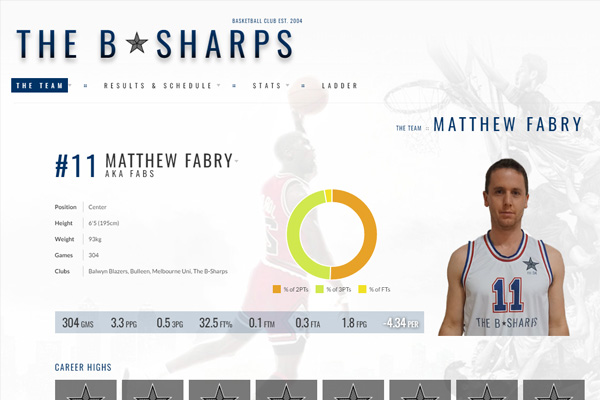 BASKETBALL CLUB EST. 2004
THE B★SHARPS
THE TEAM = RESULTS & SCHEDULE = STATS = LADDER
THE TEAM :: MATTHEW FABRY
#11 MATTHEW FABRY
AKA FABS
Position Center
Height 6'5 (195cm)
Weight 93kg
Games 304
Clubs Balwyn Blazers, Bulleen, Melbourne Uni, The B-Sharps
% of 2PTs % of 3PTs % of FTs
304 GMS 3.3 PPG 0.5 3PG 32.5 FT% 0.1 FTM 0.3 FTA 1.8 FPG -4.34 PER
11
THE B★SHARPS
CAREER HIGHS